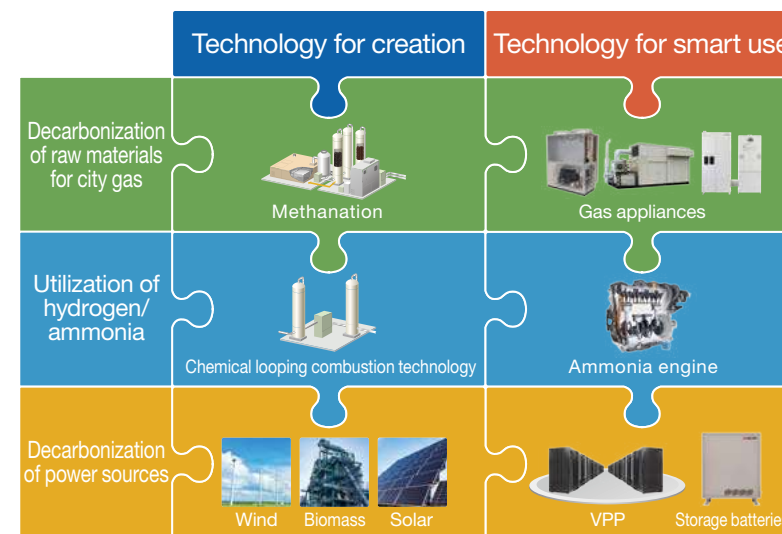 Technology for creation
Technology for smart use
Decarbonization
of raw materials
for city gas
Methanation
Gas appliances
Utilization of
hydrogen/
ammonia
Chemical looping combustion technology
Ammonia engine
Decarbonization
of power sources
Wind
Biomass
Solar
VPP
Storage batterie